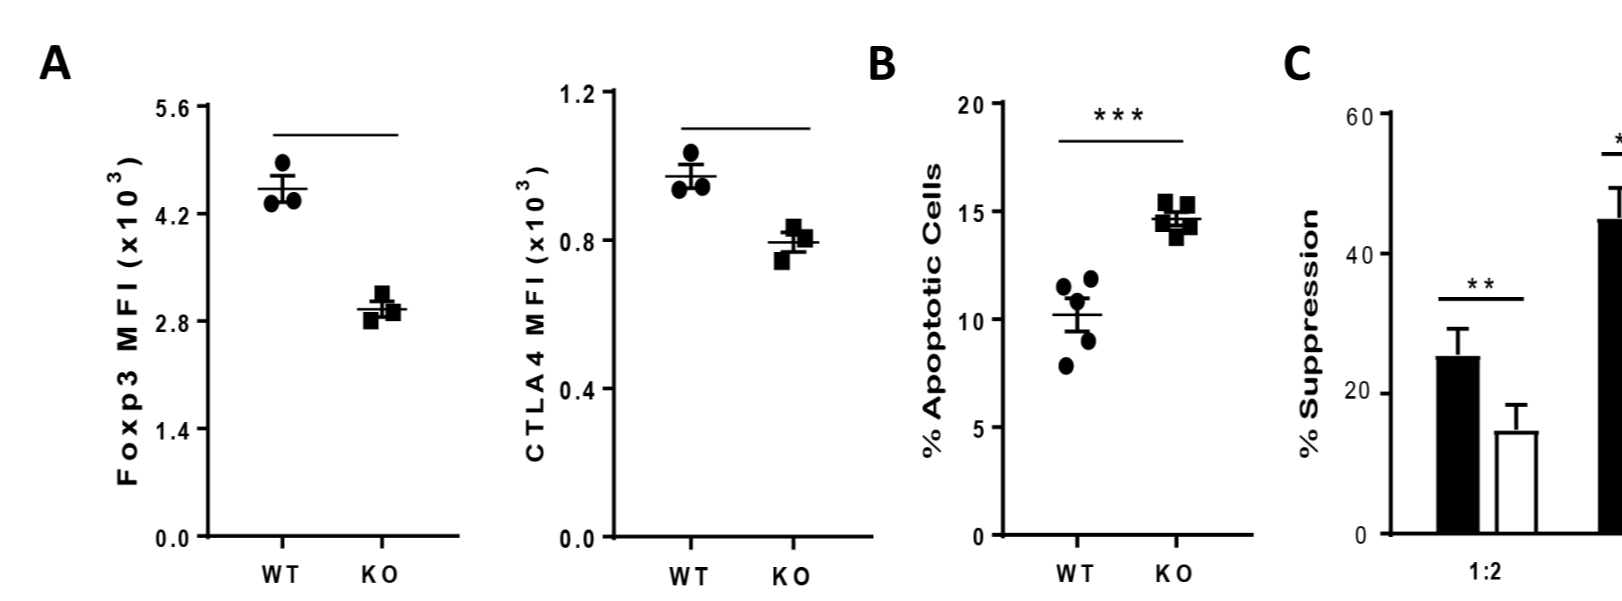 A
B
C
Foxp3 MFI (x10³)
5.6
4.2
2.8
1.4
0.0
WT KO
CTLA4 MFI (x10³)
1.2
0.8
0.4
0.0
WT KO
% Apoptotic Cells
20
15
10
5
0
***
WT KO
% Suppression
60
40
20
0
**
*
1:2